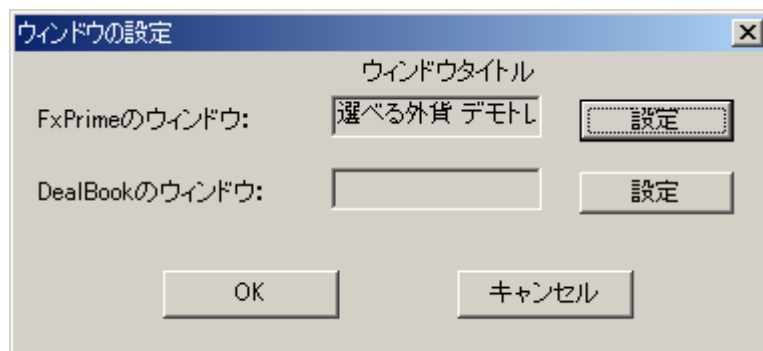 ウィンドウの設定
ウィンドウタイトル
FxPrimeのウィンドウ: 選べる外貨 デモトレ 設定
DealBookのウィンドウ: 設定
OK キャンセル